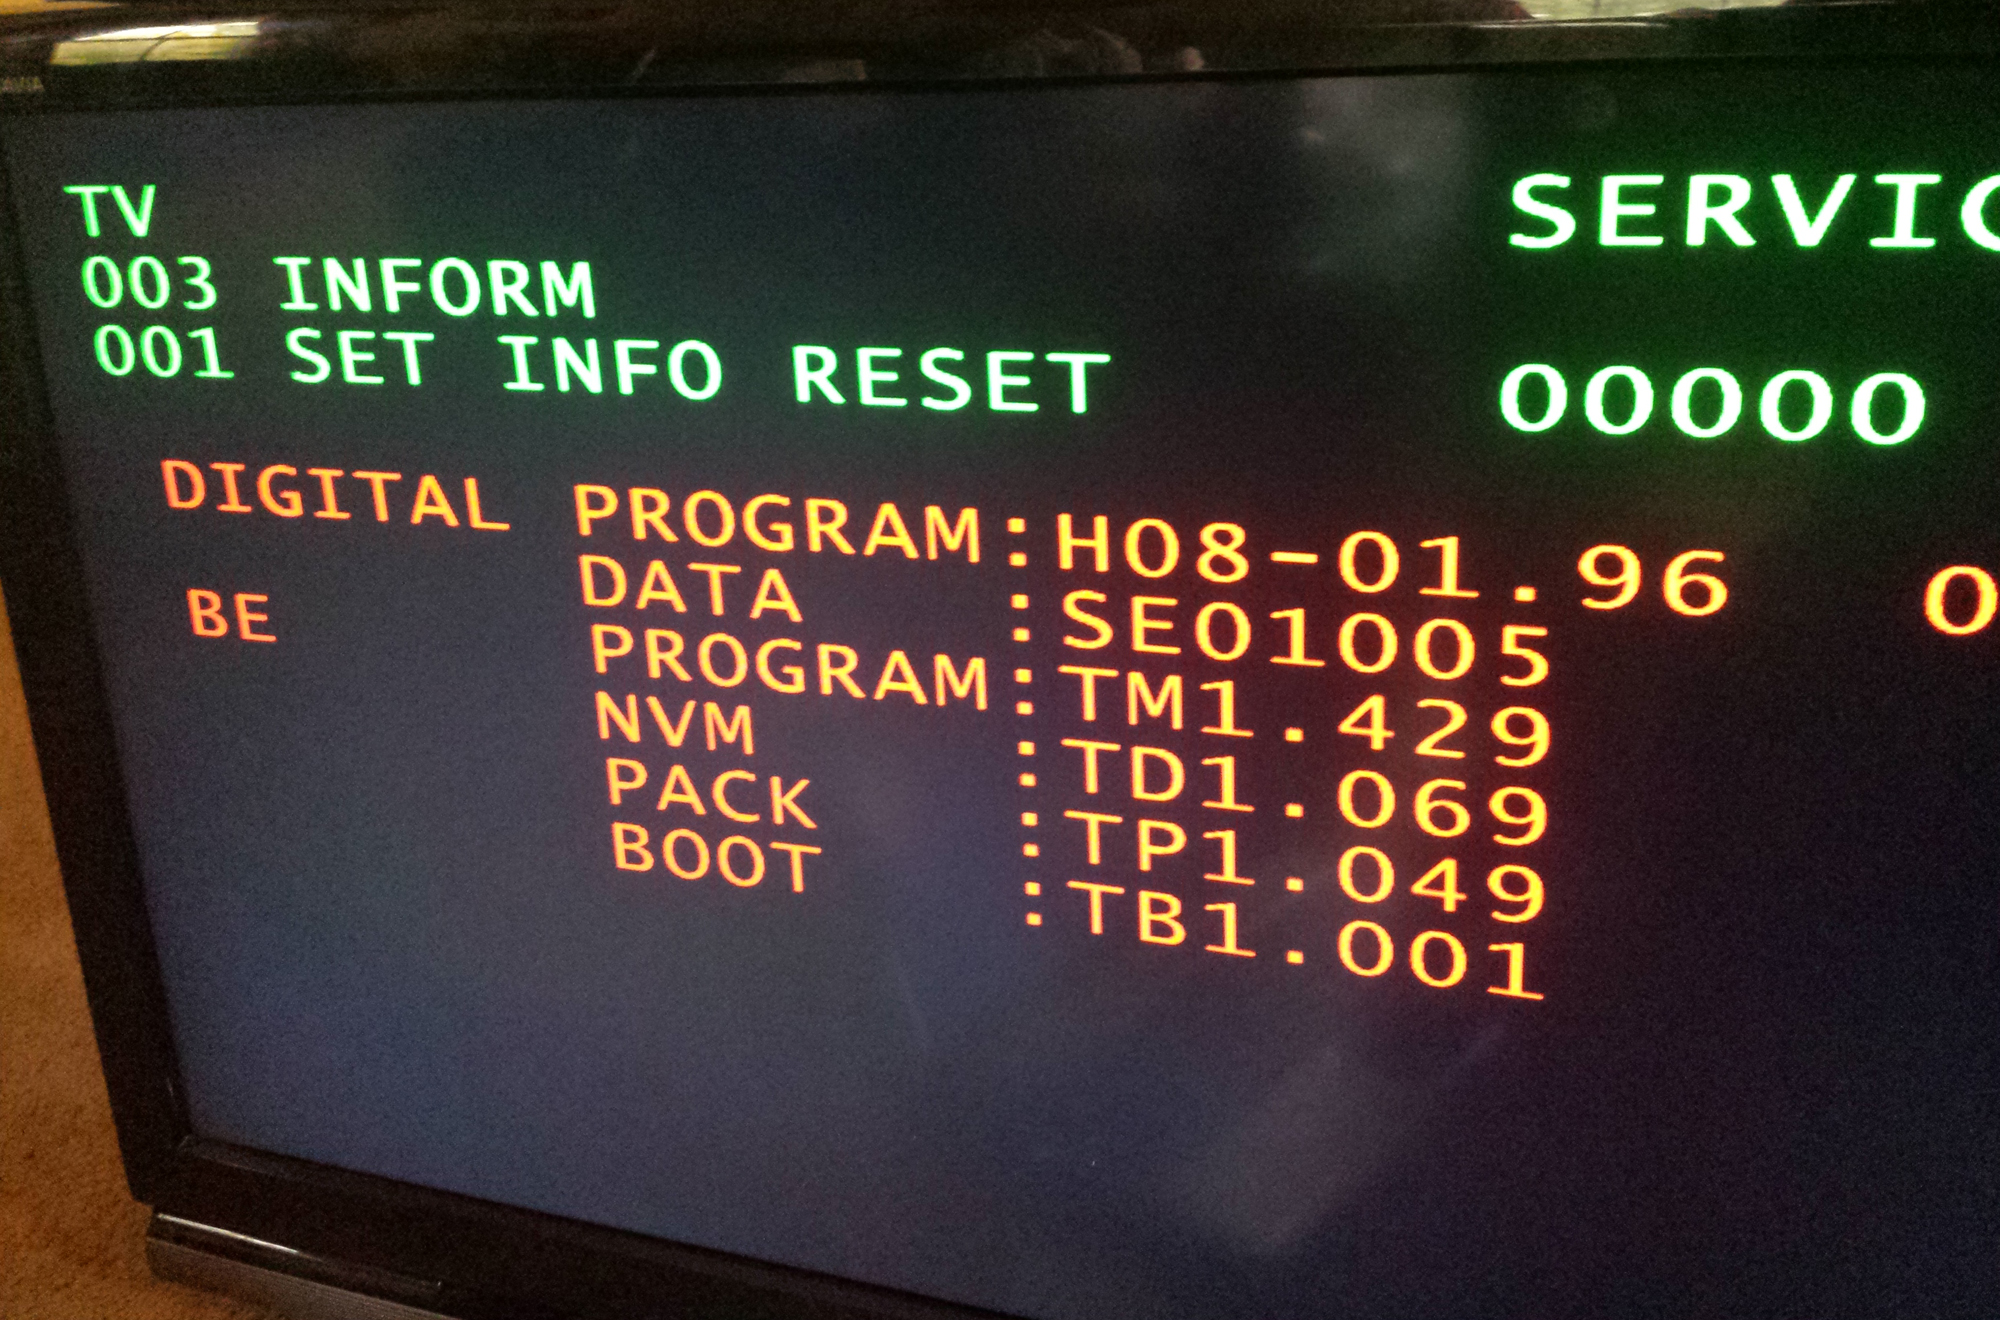 TV SERVIC
003 INFORM
001 SET INFO RESET 00000
DIGITAL PROGRAM:H08-01.96 0
DATA :SE01005
BE PROGRAM:TM1.429
NVM :TD1.069
PACK :TP1.049
BOOT :TB1.001